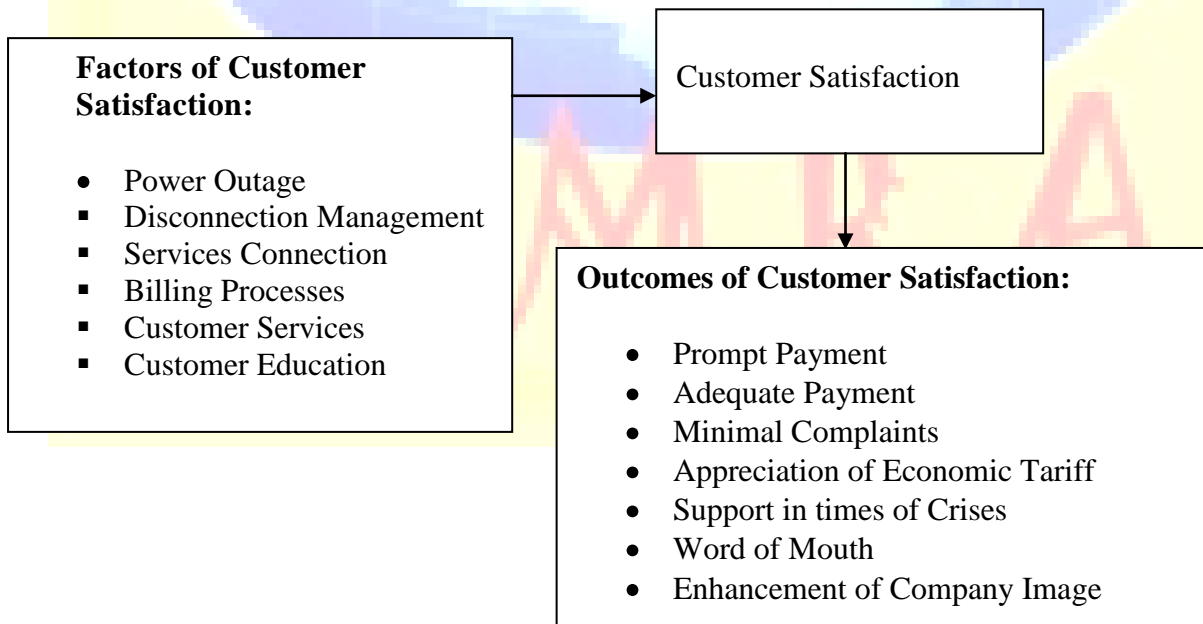 Factors of Customer
Satisfaction:
• Power Outage
▪ Disconnection Management
▪ Services Connection
▪ Billing Processes
▪ Customer Services
▪ Customer Education
Customer Satisfaction
Outcomes of Customer Satisfaction:
• Prompt Payment
• Adequate Payment
• Minimal Complaints
• Appreciation of Economic Tariff
• Support in times of Crises
• Word of Mouth
• Enhancement of Company Image